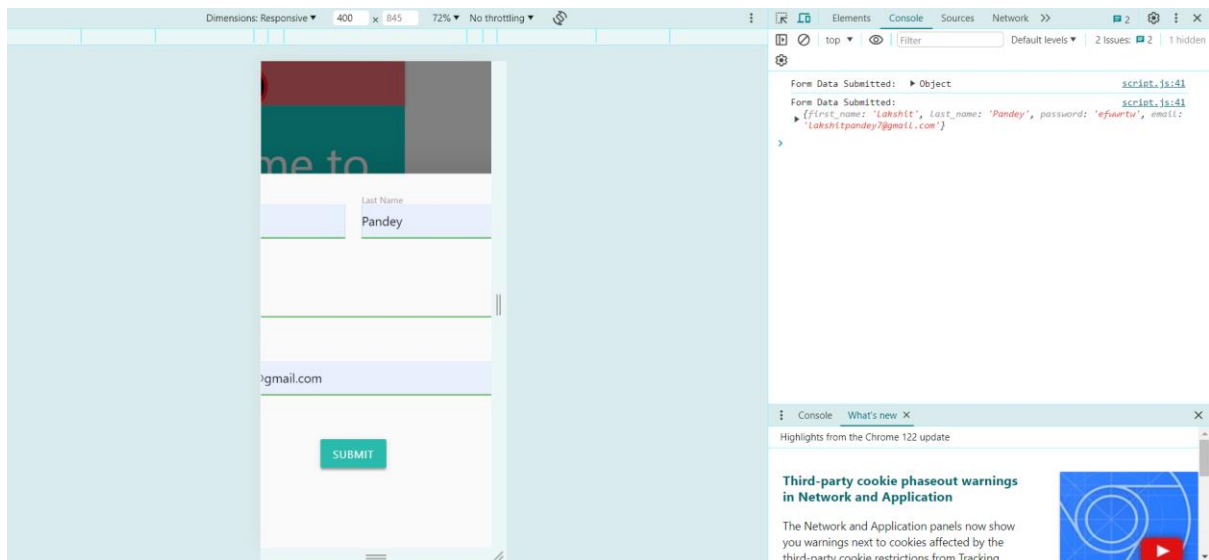 Dimensions: Responsive ▼ 400 x 845 72% ▼ No throttling ▼
me to
Last Name
Pandey
@gmail.com
SUBMIT
Elements Console Sources Network >> 2
top ▼ Filter Default levels ▼ 2 Issues: 2 1 hidden
Form Data Submitted: ▶ Object script.js:41
Form Data Submitted: script.js:41
▶ {first_name: 'Lakshit', last_name: 'Pandey', password: 'efwwrtw', email:
'lakshitpandey7@gmail.com'}
>
Console What's new ×
Highlights from the Chrome 122 update
Third-party cookie phaseout warnings
in Network and Application
The Network and Application panels now show
you warnings next to cookies affected by the
third-party cookie restrictions from Tracking